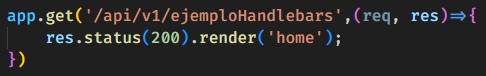 app.get('/api/v1/ejemploHandlebars',(req, res)=>{
    res.status(200).render('home');
})